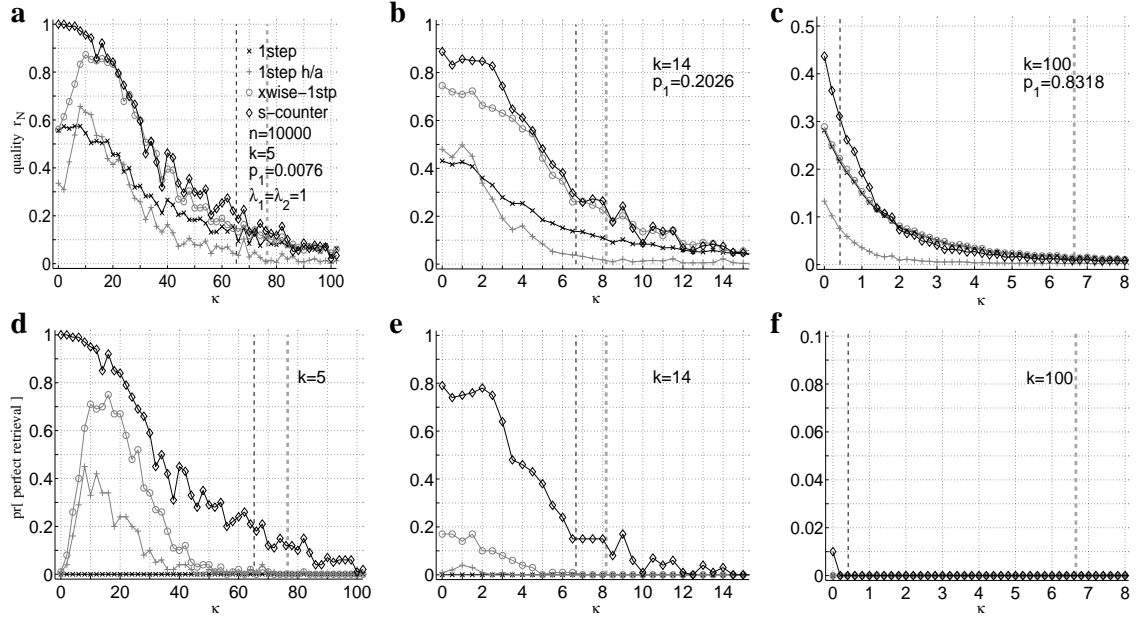 a
1
0.8
0.6
0.4
0.2
0
quality r_N
0 20 40 60 80 100
κ
1step
1step h/a
xwise-1stp
s-counter
n=10000
k=5
p_1=0.0076
λ_1=λ_2=1
b
1
0.8
0.6
0.4
0.2
0
0 2 4 6 8 10 12 14
κ
k=14
p_1=0.2026
c
0.5
0.4
0.3
0.2
0.1
0
0 1 2 3 4 5 6 7 8
κ
k=100
p_1=0.8318
d
1
0.8
0.6
0.4
0.2
0
pr[ perfect retrieval ]
0 20 40 60 80 100
κ
k=5
e
1
0.8
0.6
0.4
0.2
0
0 2 4 6 8 10 12 14
κ
k=14
f
0.1
0.08
0.06
0.04
0.02
0
0 1 2 3 4 5 6 7 8
κ
k=100